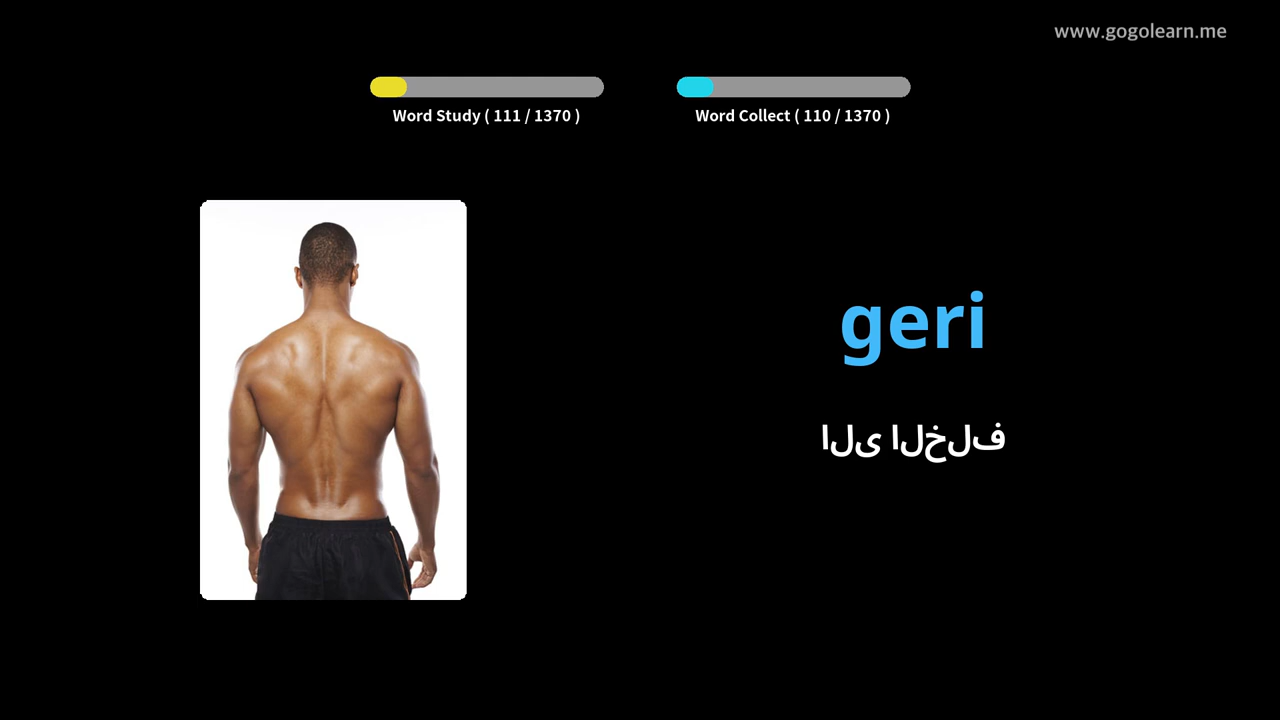 www.gogolearn.me
Word Study ( 111 / 1370 )
Word Collect ( 110 / 1370 )
geri
الى الخلف